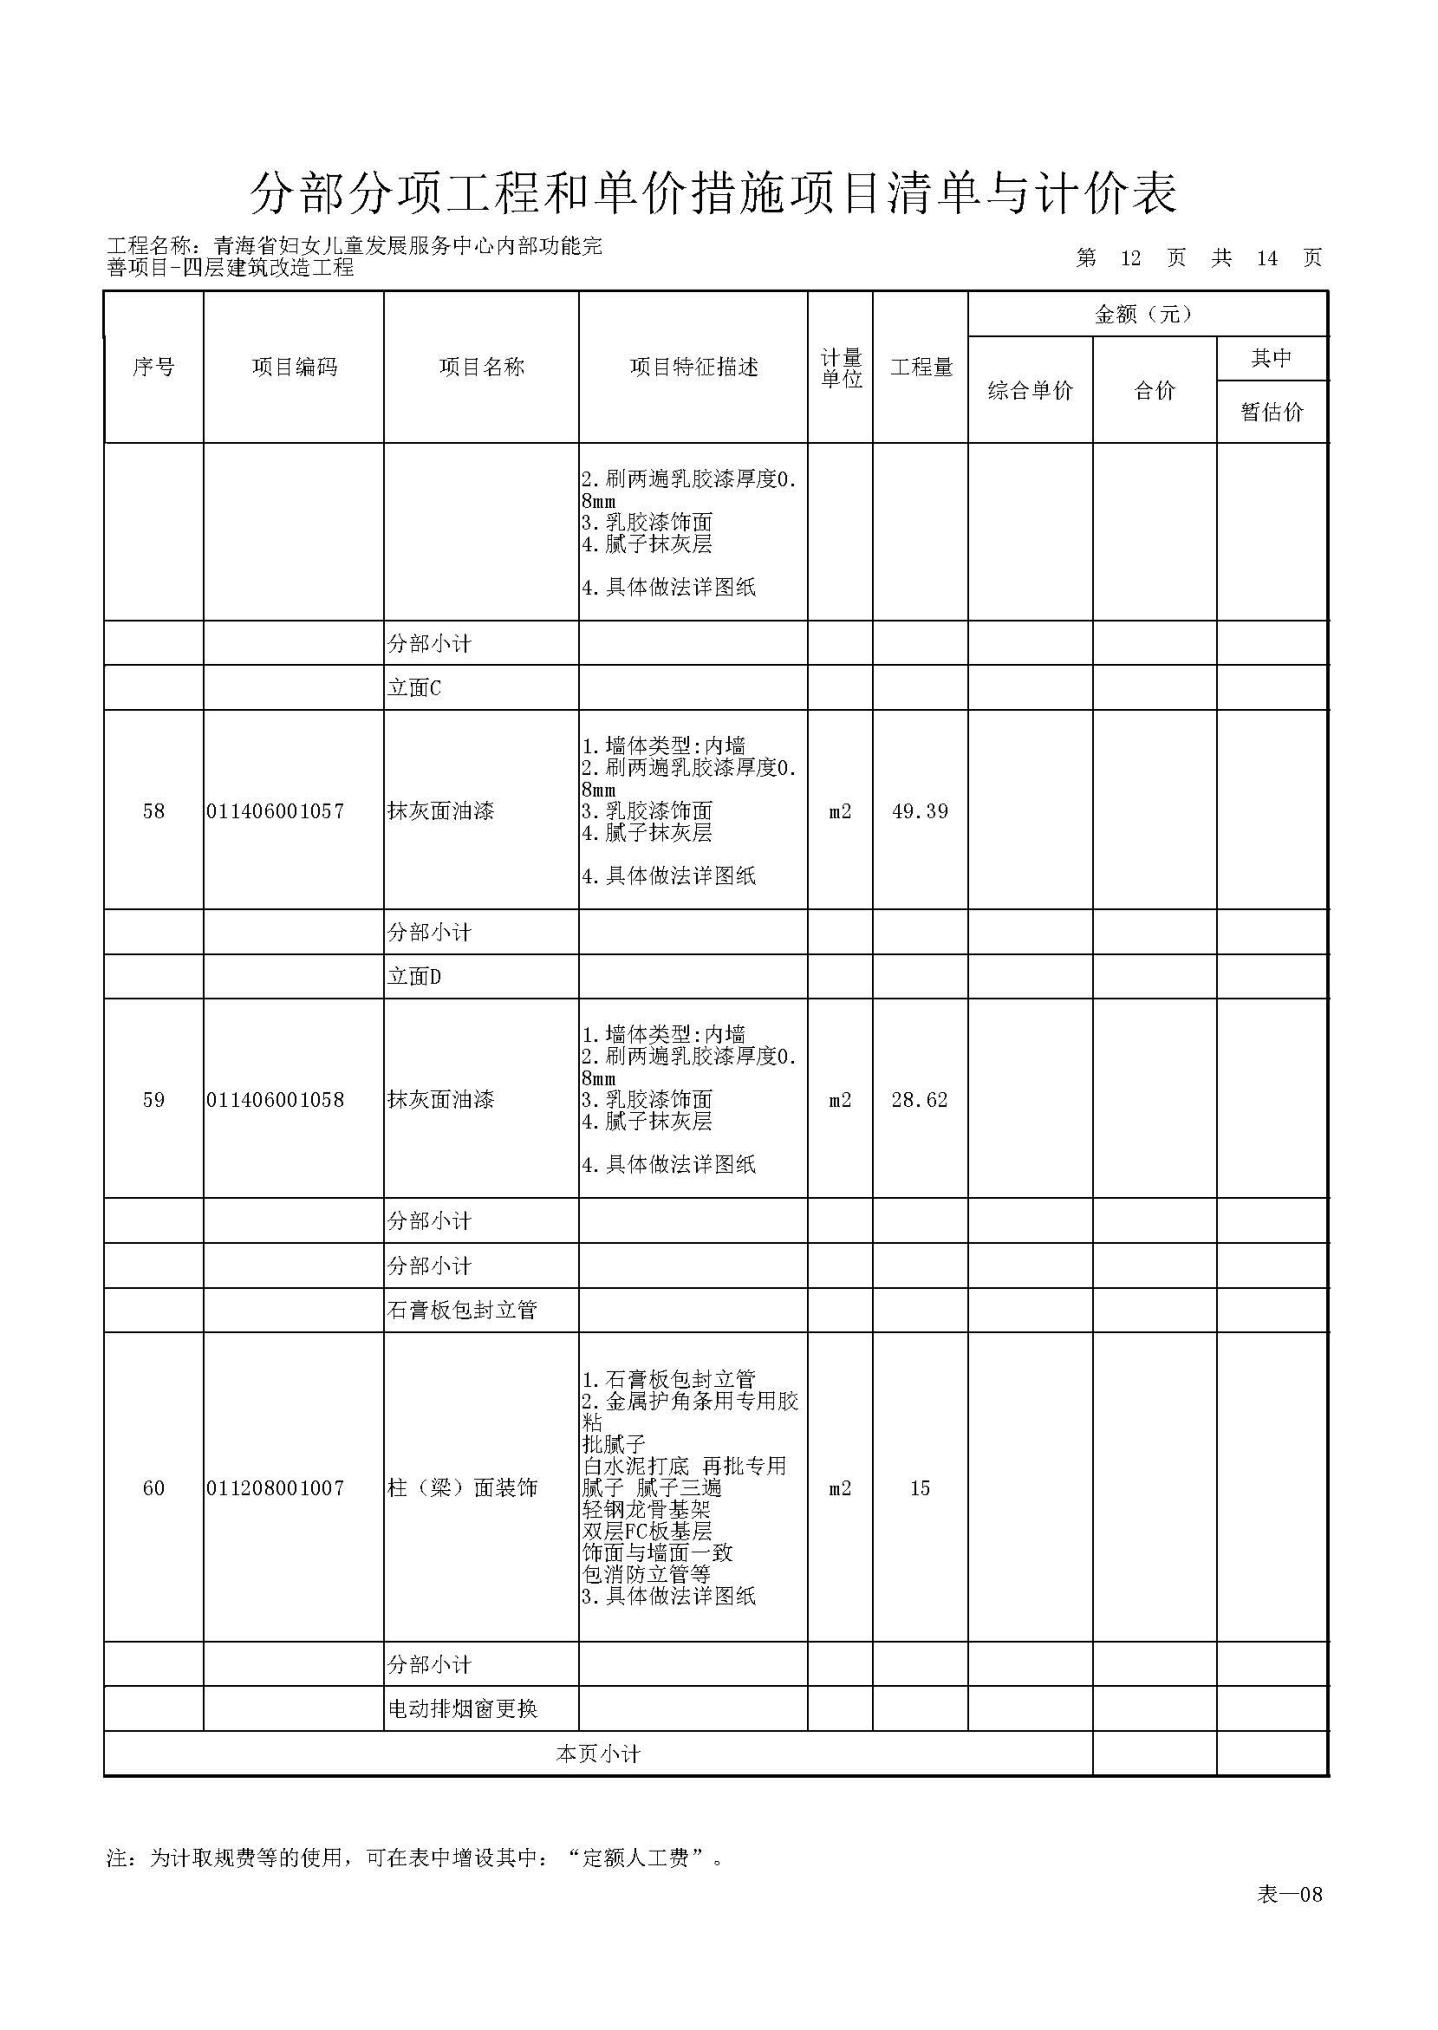 分部分项工程和单价措施项目清单与计价表
工程名称：青海省妇女儿童发展服务中心内部功能完
善项目-四层建筑改造工程
第 12 页 共 14 页
序号 项目编码 项目名称 项目特征描述 计量
单位 工程量 金额（元）
综合单价 合价 其中
暂估价
2.刷两遍乳胶漆厚度0.
8mm
3.乳胶漆饰面
4.腻子抹灰层
4.具体做法详图纸
分部小计
立面C
58 011406001057 抹灰面油漆
1.墙体类型:内墙
2.刷两遍乳胶漆厚度0.
8mm
3.乳胶漆饰面
4.腻子抹灰层
4.具体做法详图纸
m2 49.39
分部小计
立面D
59 011406001058 抹灰面油漆
1.墙体类型:内墙
2.刷两遍乳胶漆厚度0.
8mm
3.乳胶漆饰面
4.腻子抹灰层
4.具体做法详图纸
m2 28.62
分部小计
分部小计
石膏板包封立管
60 011208001007 柱（梁）面装饰
1.石膏板包封立管
2.金属护角条用专用胶
粘
批腻子
白水泥打底 再批专用
腻子 腻子三遍
轻钢龙骨基架
双层FC板基层
饰面与墙面一致
包消防立管等
3.具体做法详图纸
m2 15
分部小计
电动排烟窗更换
本页小计
注：为计取规费等的使用，可在表中增设其中：“定额人工费”。
表—08